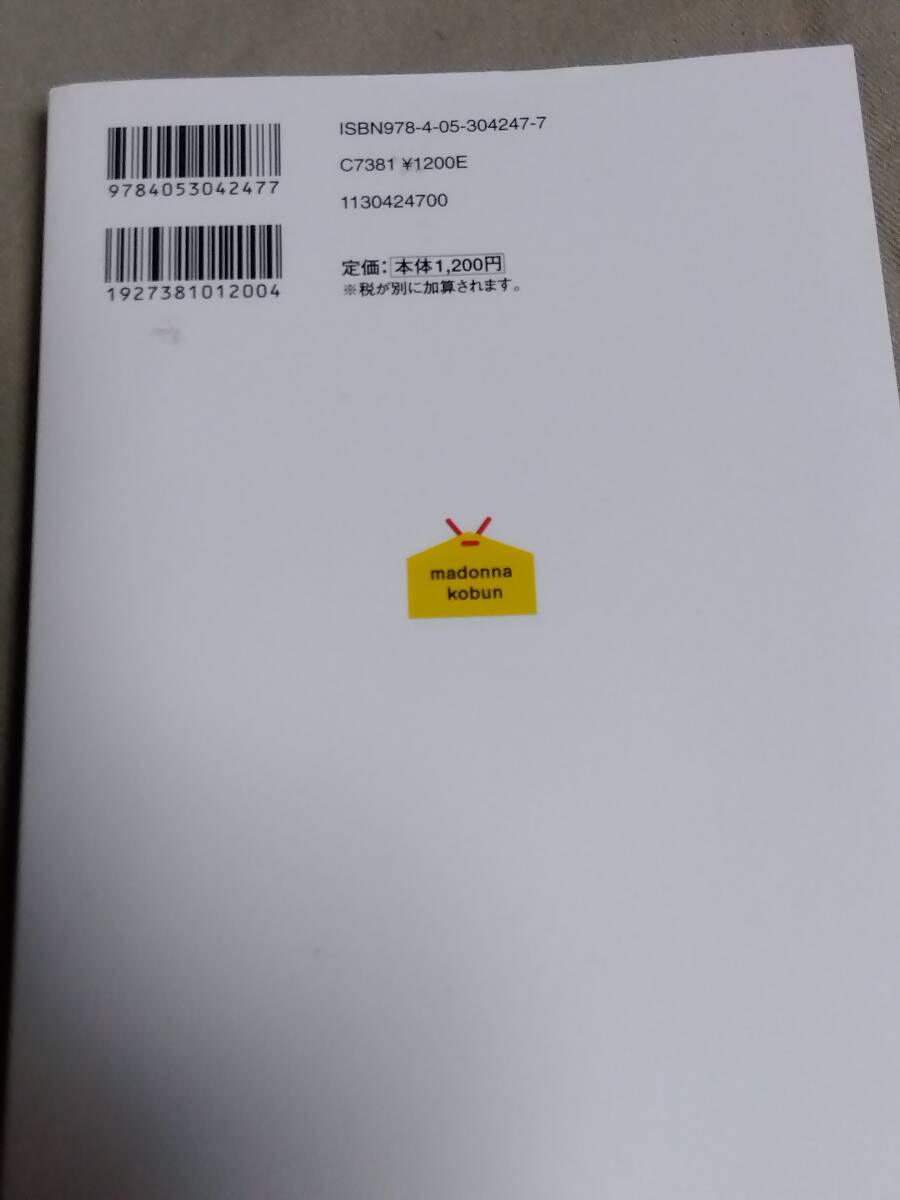 ISBN978-4-05-304247-7
9784053042477
C7381 ¥1200E
1130424700
1927381012004
定価：本体1,200円
※税が別に加算されます。
madonna
kobun